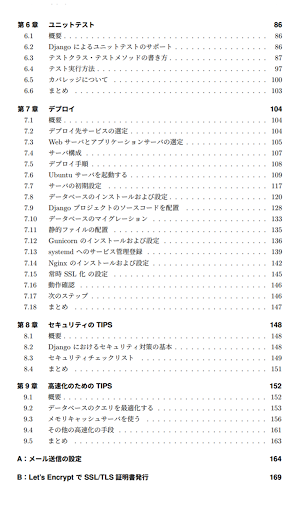 第6章 ユニットテスト 86
6.1 概要 86
6.2 Django によるユニットテストのサポート 86
6.3 テストクラス・テストメソッドの書き方 87
6.4 テスト実行方法 97
6.5 カバレッジについて 100
6.6 まとめ 103
第7章 デプロイ 104
7.1 概要 104
7.2 デプロイ先サービスの選定 104
7.3 Web サーバとアプリケーションサーバの選定 105
7.4 サーバ構成 107
7.5 デプロイ手順 108
7.6 Ubuntu サーバを起動する 109
7.7 サーバの初期設定 117
7.8 データベースのインストールおよび設定 120
7.9 Django プロジェクトのソースコードを配置 128
7.10 データベースのマイグレーション 133
7.11 静的ファイルの配置 135
7.12 Gunicorn のインストールおよび設定 136
7.13 systemd へのサービス管理登録 139
7.14 Nginx のインストールおよび設定 142
7.15 常時 SSL 化 の設定 145
7.16 動作確認 146
7.17 次のステップ 146
7.18 まとめ 147
第8章 セキュリティの TIPS 148
8.1 概要 148
8.2 Django におけるセキュリティ対策の基本 148
8.3 セキュリティチェックリスト 149
8.4 まとめ 151
第9章 高速化のための TIPS 152
9.1 概要 152
9.2 データベースのクエリを最適化する 153
9.3 メモリキャッシュサーバを使う 156
9.4 その他の高速化の手段 161
9.5 まとめ 163
A：メール送信の設定 164
B：Let's Encrypt で SSL/TLS 証明書発行 169